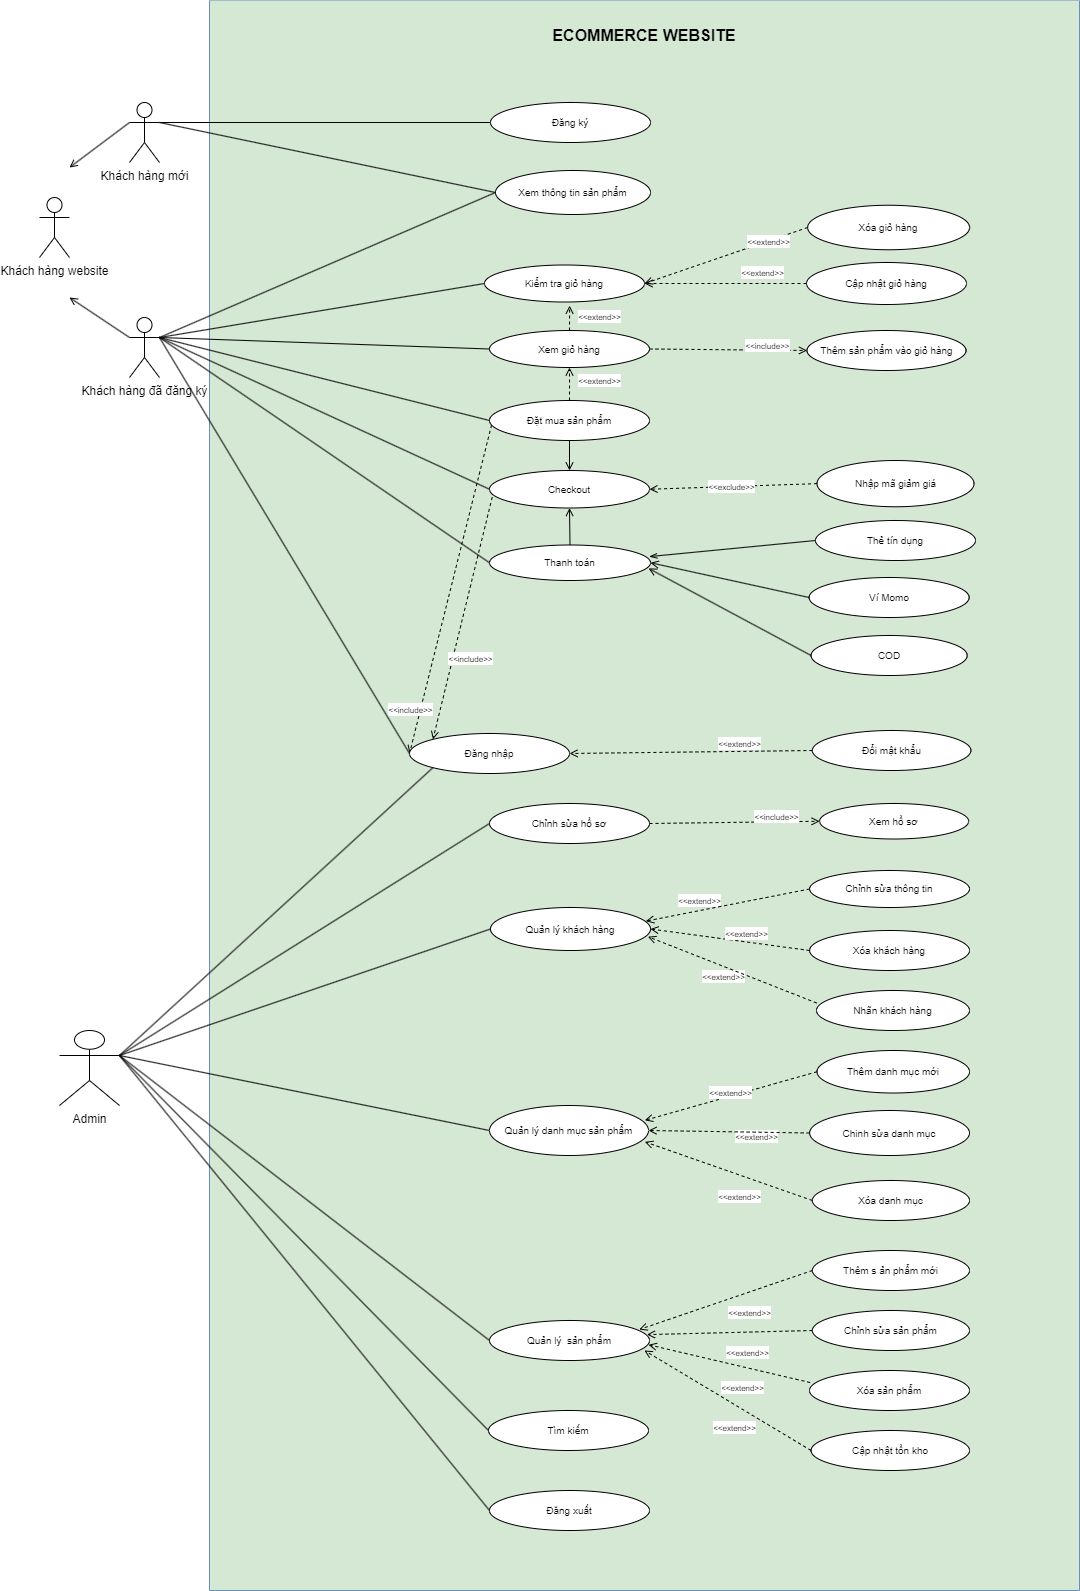 ECOMMERCE WEBSITE
Đăng ký
Khách hàng mới
Xem thông tin sản phẩm
Xóa giỏ hàng
<<extend>>
Khách hàng website
<<extend>>
Kiểm tra giỏ hàng
Cập nhật giỏ hàng
<<extend>>
Xem giỏ hàng
<<include>>
Thêm sản phẩm vào giỏ hàng
<<extend>>
Khách hàng đã đăng ký
Đặt mua sản phẩm
Checkout
<<exclude>>
Nhập mã giảm giá
Thẻ tín dụng
Thanh toán
Ví Momo
COD
<<include>>
<<include>>
Đăng nhập
<<extend>>
Đổi mật khẩu
Chỉnh sửa hồ sơ
<<include>>
Xem hồ sơ
Chỉnh sửa thông tin
<<extend>>
Quản lý khách hàng
<<extend>>
Xóa khách hàng
<<extend>>
Nhãn khách hàng
Thêm danh mục mới
<<extend>>
Admin
Quản lý danh mục sản phẩm
<<extend>>
Chinh sửa danh mục
<<extend>>
Xóa danh mục
Thêm s ản phẩm mới
<<extend>>
Chỉnh sửa sản phẩm
Quản lý  sản phẩm
<<extend>>
<<extend>>
Xóa sản phẩm
<<extend>>
Tìm kiếm
Cập nhật tồn kho
Đăng xuất